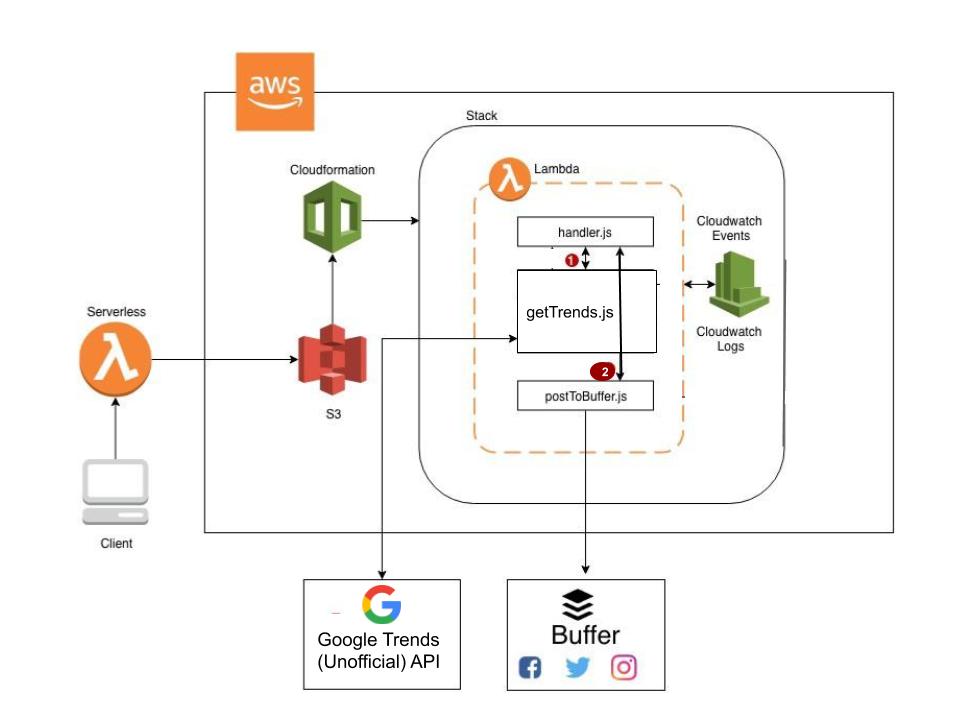 aws
Stack
Cloudformation
Lambda
handler.js
1
Cloudwatch
Events
getTrends.js
Serverless
Cloudwatch
Logs
2
postToBuffer.js
S3
Client
G
Google Trends
(Unofficial) API
Buffer